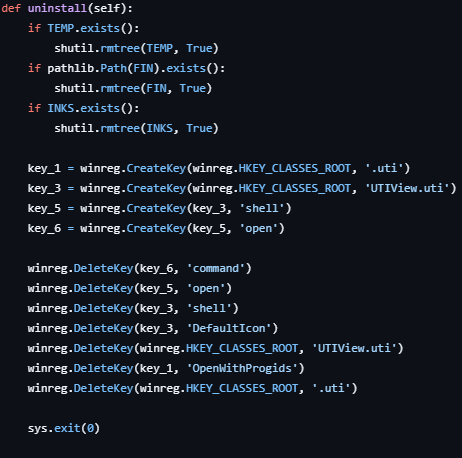 def uninstall(self):
    if TEMP.exists():
        shutil.rmtree(TEMP, True)
    if pathlib.Path(FIN).exists():
        shutil.rmtree(FIN, True)
    if INKS.exists():
        shutil.rmtree(INKS, True)

    key_1 = winreg.CreateKey(winreg.HKEY_CLASSES_ROOT, '.uti')
    key_3 = winreg.CreateKey(winreg.HKEY_CLASSES_ROOT, 'UTIView.uti')
    key_5 = winreg.CreateKey(key_3, 'shell')
    key_6 = winreg.CreateKey(key_5, 'open')

    winreg.DeleteKey(key_6, 'command')
    winreg.DeleteKey(key_5, 'open')
    winreg.DeleteKey(key_3, 'shell')
    winreg.DeleteKey(key_3, 'DefaultIcon')
    winreg.DeleteKey(winreg.HKEY_CLASSES_ROOT, 'UTIView.uti')
    winreg.DeleteKey(key_1, 'OpenWithProgids')
    winreg.DeleteKey(winreg.HKEY_CLASSES_ROOT, '.uti')

    sys.exit(0)